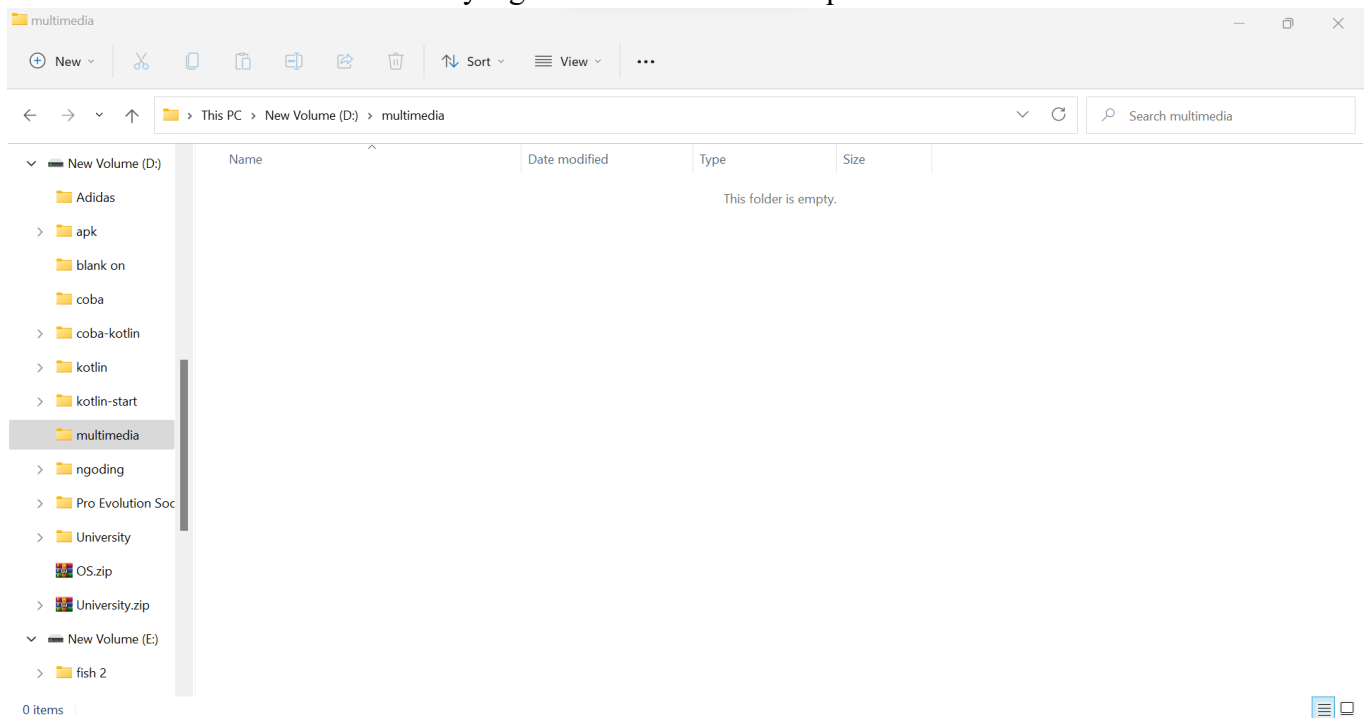 multimedia
New
Sort
View
This PC > New Volume (D:) > multimedia
Search multimedia
Name Date modified Type Size
This folder is empty.
New Volume (D:)
Adidas
apk
blank on
coba
coba-kotlin
kotlin
kotlin-start
multimedia
ngoding
Pro Evolution Soc
University
OS.zip
University.zip
New Volume (E:)
fish 2
0 items